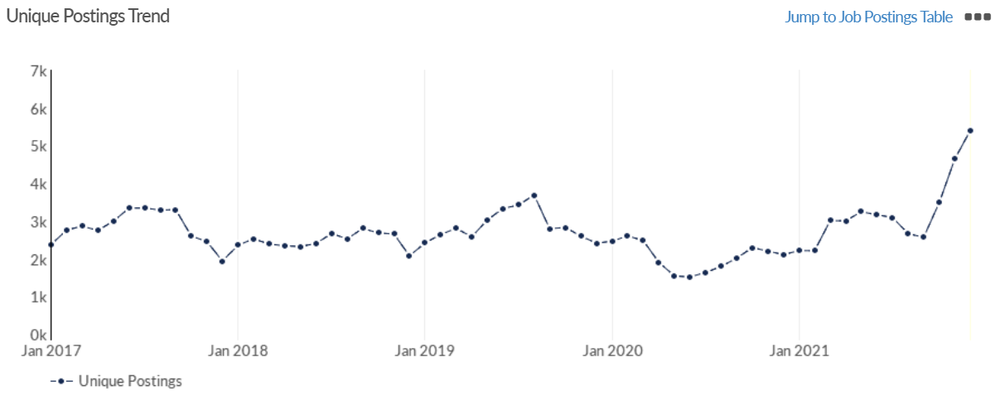 Unique Postings Trend
Jump to Job Postings Table
7k
6k
5k
4k
3k
2k
1k
0k
Jan 2017
Jan 2018
Jan 2019
Jan 2020
Jan 2021
Unique Postings